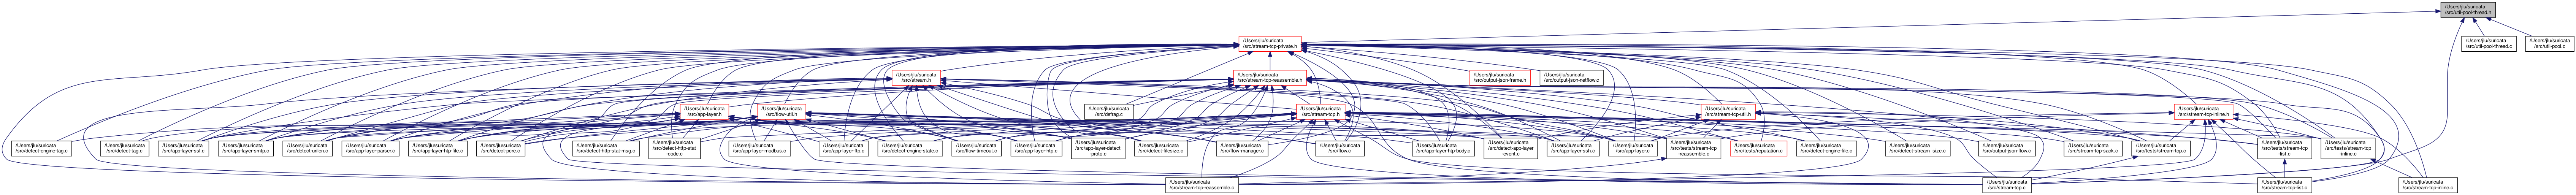 /Users/jlu/suricata
/src/util-pool-thread.h
/Users/jlu/suricata
/src/stream-tcp-private.h
/Users/jlu/suricata
/src/util-pool-thread.c
/Users/jlu/suricata
/src/util-pool.c
/Users/jlu/suricata
/src/stream.h
/Users/jlu/suricata
/src/stream-tcp-reassemble.h
/Users/jlu/suricata
/src/output-json-frame.h
/Users/jlu/suricata
/src/output-json-netflow.c
/Users/jlu/suricata
/src/app-layer.h
/Users/jlu/suricata
/src/flow-util.h
/Users/jlu/suricata
/src/defrag.c
/Users/jlu/suricata
/src/stream-tcp.h
/Users/jlu/suricata
/src/stream-tcp-util.h
/Users/jlu/suricata
/src/stream-tcp-inline.h
/Users/jlu/suricata
/src/detect-engine-tag.c
/Users/jlu/suricata
/src/detect-tag.c
/Users/jlu/suricata
/src/app-layer-ssl.c
/Users/jlu/suricata
/src/app-layer-smtp.c
/Users/jlu/suricata
/src/detect-urilen.c
/Users/jlu/suricata
/src/app-layer-parser.c
/Users/jlu/suricata
/src/app-layer-htp-file.c
/Users/jlu/suricata
/src/detect-pcre.c
/Users/jlu/suricata
/src/detect-http-stat-msg.c
/Users/jlu/suricata
/src/detect-http-stat
-code.c
/Users/jlu/suricata
/src/app-layer-modbus.c
/Users/jlu/suricata
/src/app-layer-ftp.c
/Users/jlu/suricata
/src/detect-engine-state.c
/Users/jlu/suricata
/src/flow-timeout.c
/Users/jlu/suricata
/src/app-layer-htp.c
/Users/jlu/suricata
/src/app-layer-detect
-proto.c
/Users/jlu/suricata
/src/detect-filesize.c
/Users/jlu/suricata
/src/flow-manager.c
/Users/jlu/suricata
/src/flow.c
/Users/jlu/suricata
/src/app-layer-htp-body.c
/Users/jlu/suricata
/src/detect-app-layer
-event.c
/Users/jlu/suricata
/src/app-layer-ssh.c
/Users/jlu/suricata
/src/app-layer.c
/Users/jlu/suricata
/src/tests/stream-tcp
-reassemble.c
/Users/jlu/suricata
/src/tests/reputation.c
/Users/jlu/suricata
/src/detect-engine-file.c
/Users/jlu/suricata
/src/detect-stream_size.c
/Users/jlu/suricata
/src/output-json-flow.c
/Users/jlu/suricata
/src/stream-tcp-sack.c
/Users/jlu/suricata
/src/tests/stream-tcp.c
/Users/jlu/suricata
/src/tests/stream-tcp
-list.c
/Users/jlu/suricata
/src/tests/stream-tcp
-inline.c
/Users/jlu/suricata
/src/stream-tcp-reassemble.c
/Users/jlu/suricata
/src/stream-tcp.c
/Users/jlu/suricata
/src/stream-tcp-list.c
/Users/jlu/suricata
/src/stream-tcp-inline.c